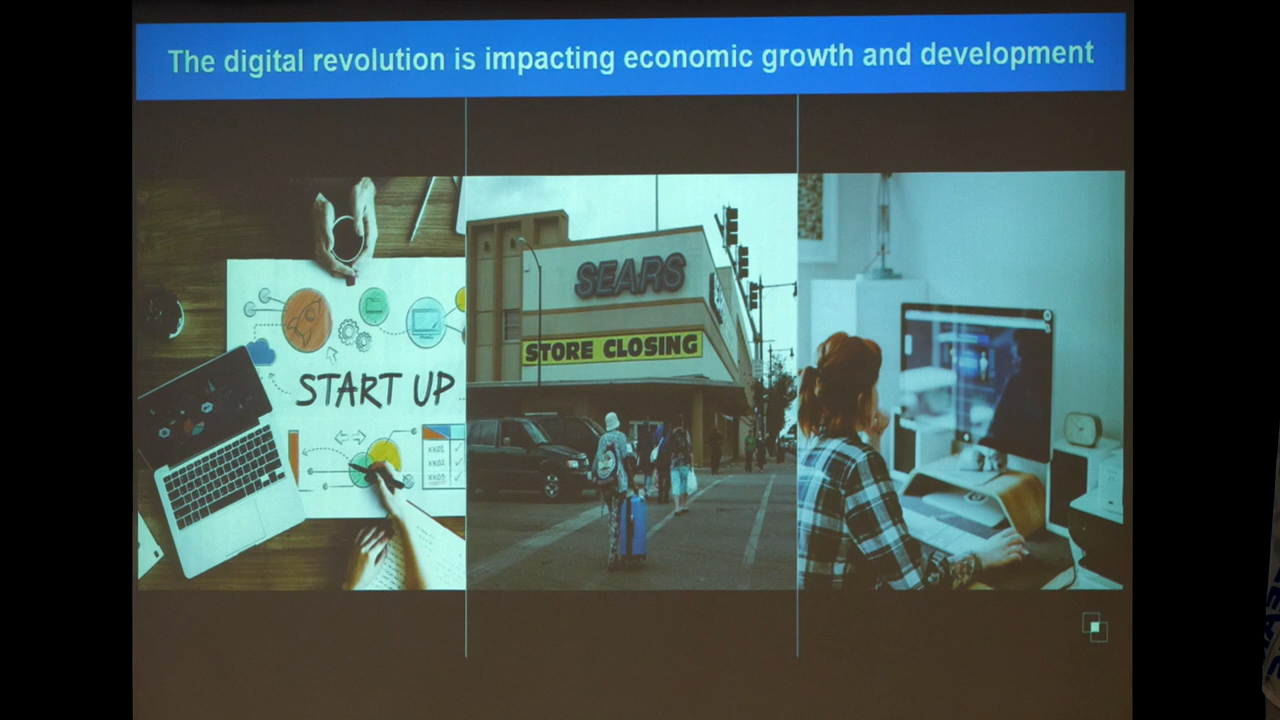 The digital revolution is impacting economic growth and development
START UP
SEARS
STORE CLOSING